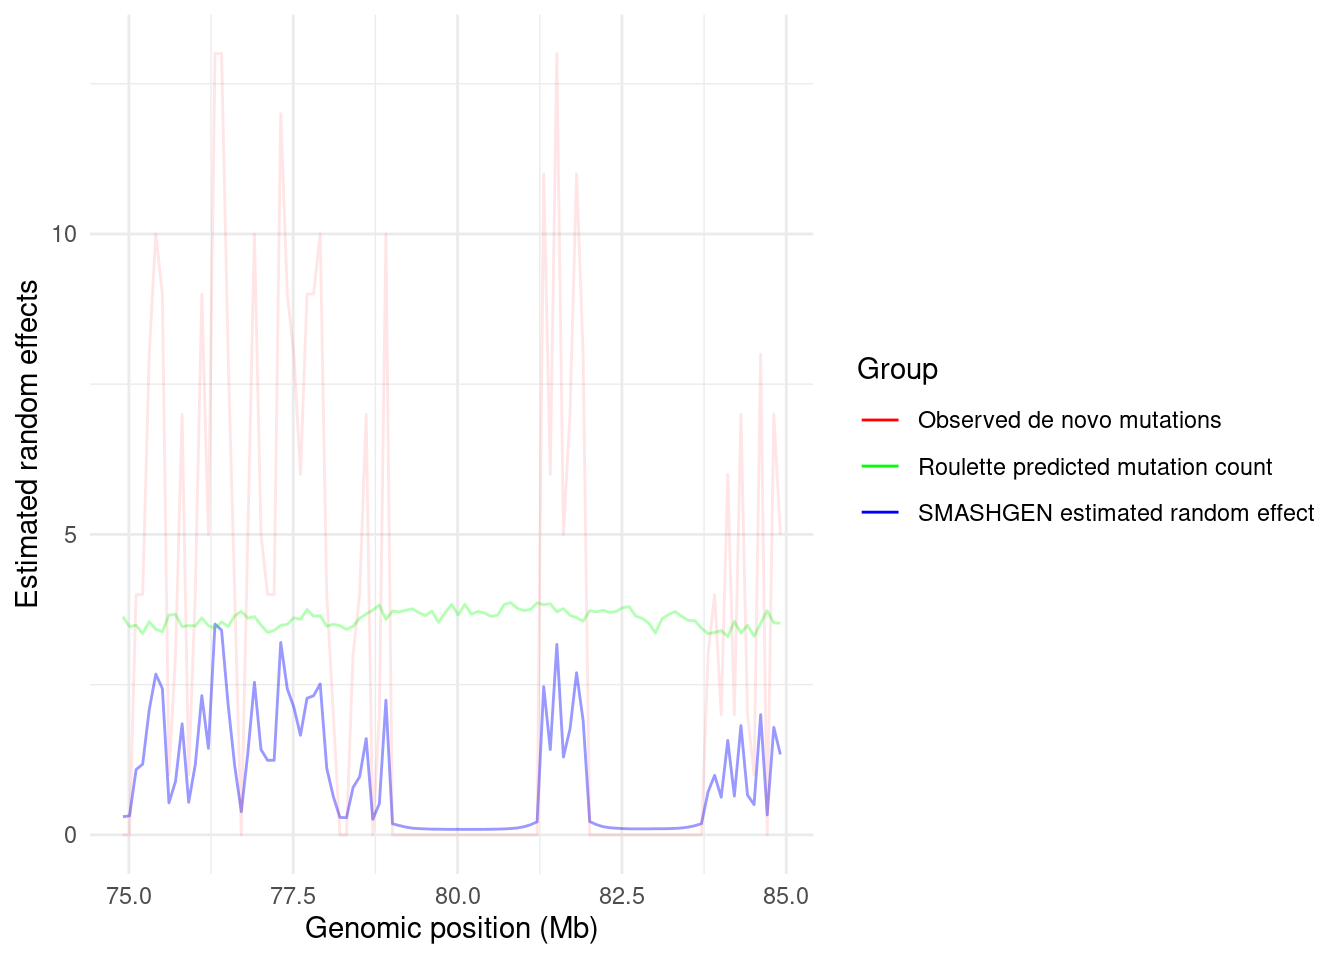 Estimated random effects
10
5
0
75.0
77.5
80.0
82.5
85.0
Genomic position (Mb)
Group
Observed de novo mutations
Roulette predicted mutation count
SMASHGEN estimated random effect